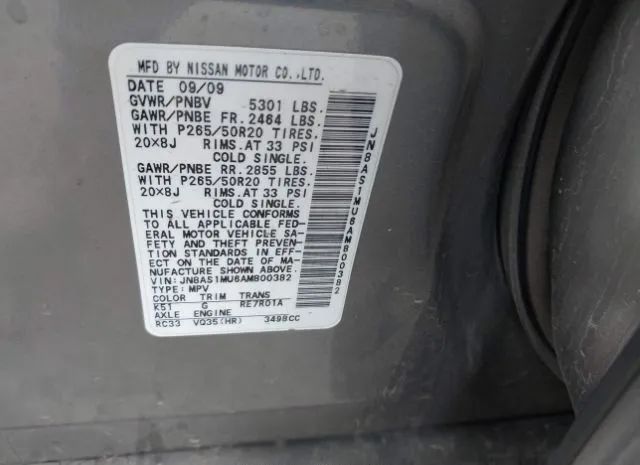 MFD BY NISSAN MOTOR CO.,LTD.
DATE 09/09
GVWR/PNBV 5301 LBS.
GAWR/PNBE FR. 2464 LBS.
WITH P265/50R20 TIRES.
20×8J RIMS.AT 33 PSI
COLD SINGLE.
GAWR/PNBE RR. 2855 LBS.
WITH P265/50R20 TIRES.
20×8J RIMS.AT 33 PSI
COLD SINGLE.
THIS VEHICLE CONFORMS
TO ALL APPLICABLE FED-
ERAL MOTOR VEHICLE SA-
FETY AND THEFT PREVEN-
TION STANDARDS IN EFF-
ECT ON THE DATE OF MA-
NUFACTURE SHOWN ABOVE.
VIN: JN8AS1MU6AM800382
TYPE: MPV
COLOR TRIM TRANS
K51 G RE7R01A
AXLE ENGINE
RC33 VQ35(HR) 3498CC
JN8AS1MU6AM800382